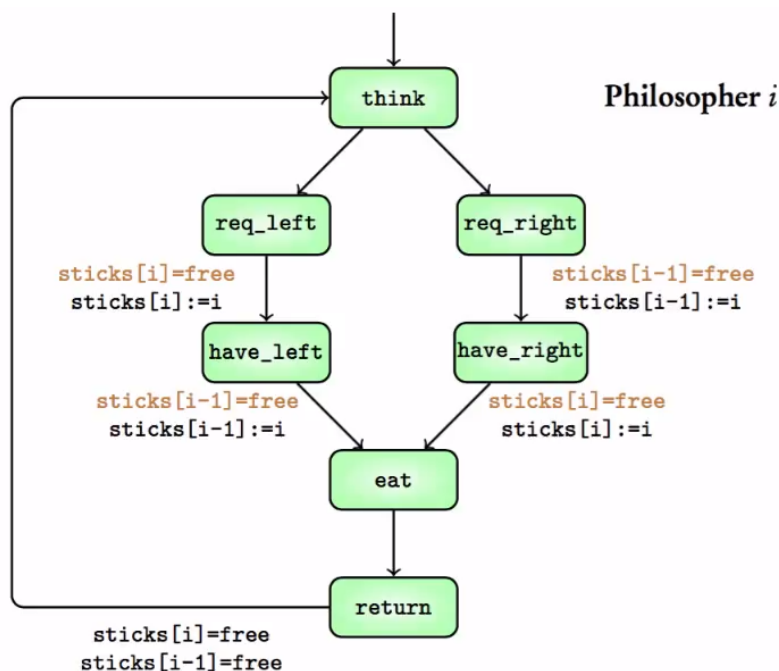 think
Philosopher i
req_left
req_right
sticks[i]=free
sticks[i]:=i
sticks[i-1]=free
sticks[i-1]:=i
have_left
have_right
sticks[i-1]=free
sticks[i-1]:=i
sticks[i]=free
sticks[i]:=i
eat
return
sticks[i]=free
sticks[i-1]=free